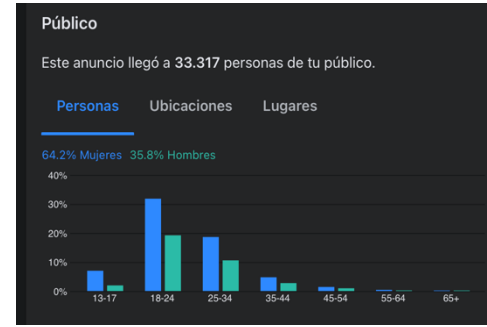 Público
Este anuncio llegó a 33.317 personas de tu público.
Personas Ubicaciones Lugares
64.2% Mujeres 35.8% Hombres
40%
30%
20%
10%
0%
13-17 18-24 25-34 35-44 45-54 55-64 65+